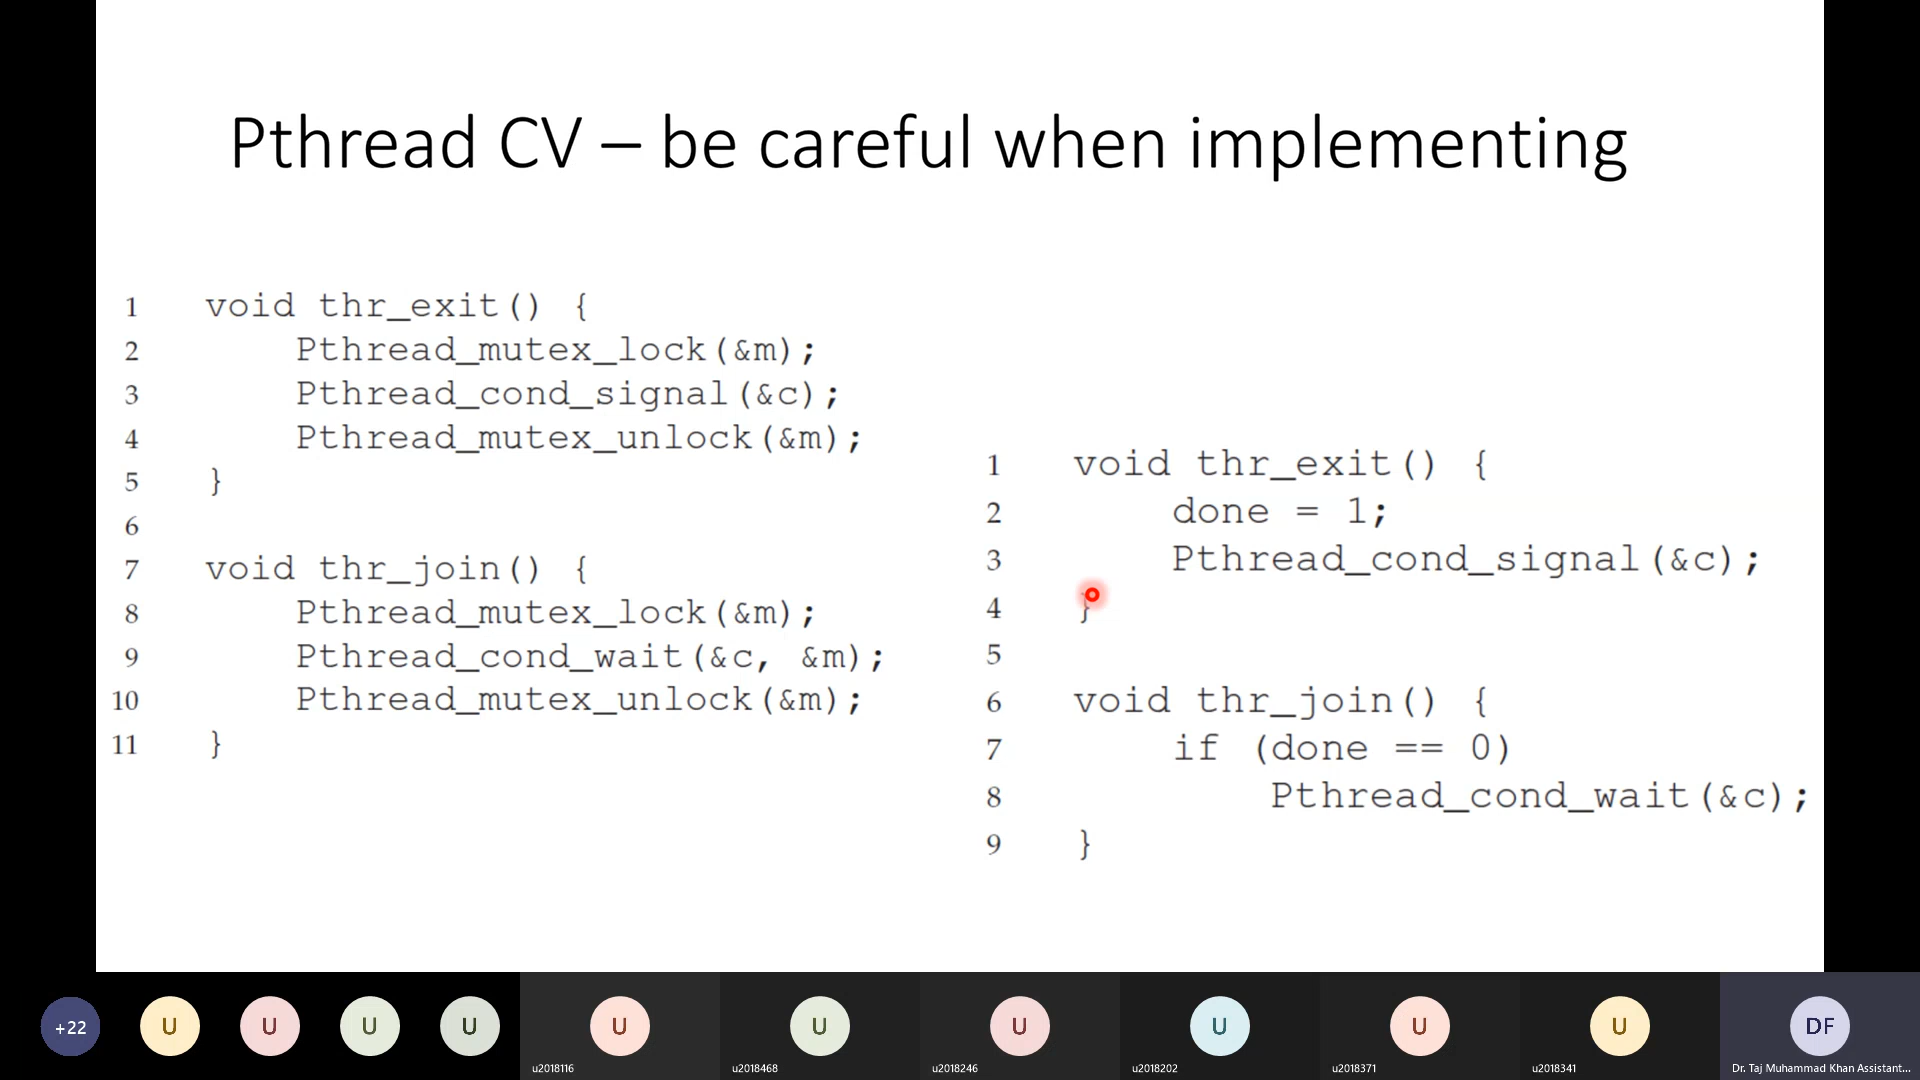 Pthread CV – be careful when implementing
1 void thr_exit() {
2 Pthread_mutex_lock(&m);
3 Pthread_cond_signal(&c);
4 Pthread_mutex_unlock(&m);
5 }
6
7 void thr_join() {
8 Pthread_mutex_lock(&m);
9 Pthread_cond_wait(&c, &m);
10 Pthread_mutex_unlock(&m);
11 }
1 void thr_exit() {
2 done = 1;
3 Pthread_cond_signal(&c);
4 }
5
6 void thr_join() {
7 if (done == 0)
8 Pthread_cond_wait(&c);
9 }
+22 U U U U U U U U U U DF
u2018116 u2018468 u2018246 u2018202 u2018371 u2018341 Dr. Taj Muhammad Khan Assistant...